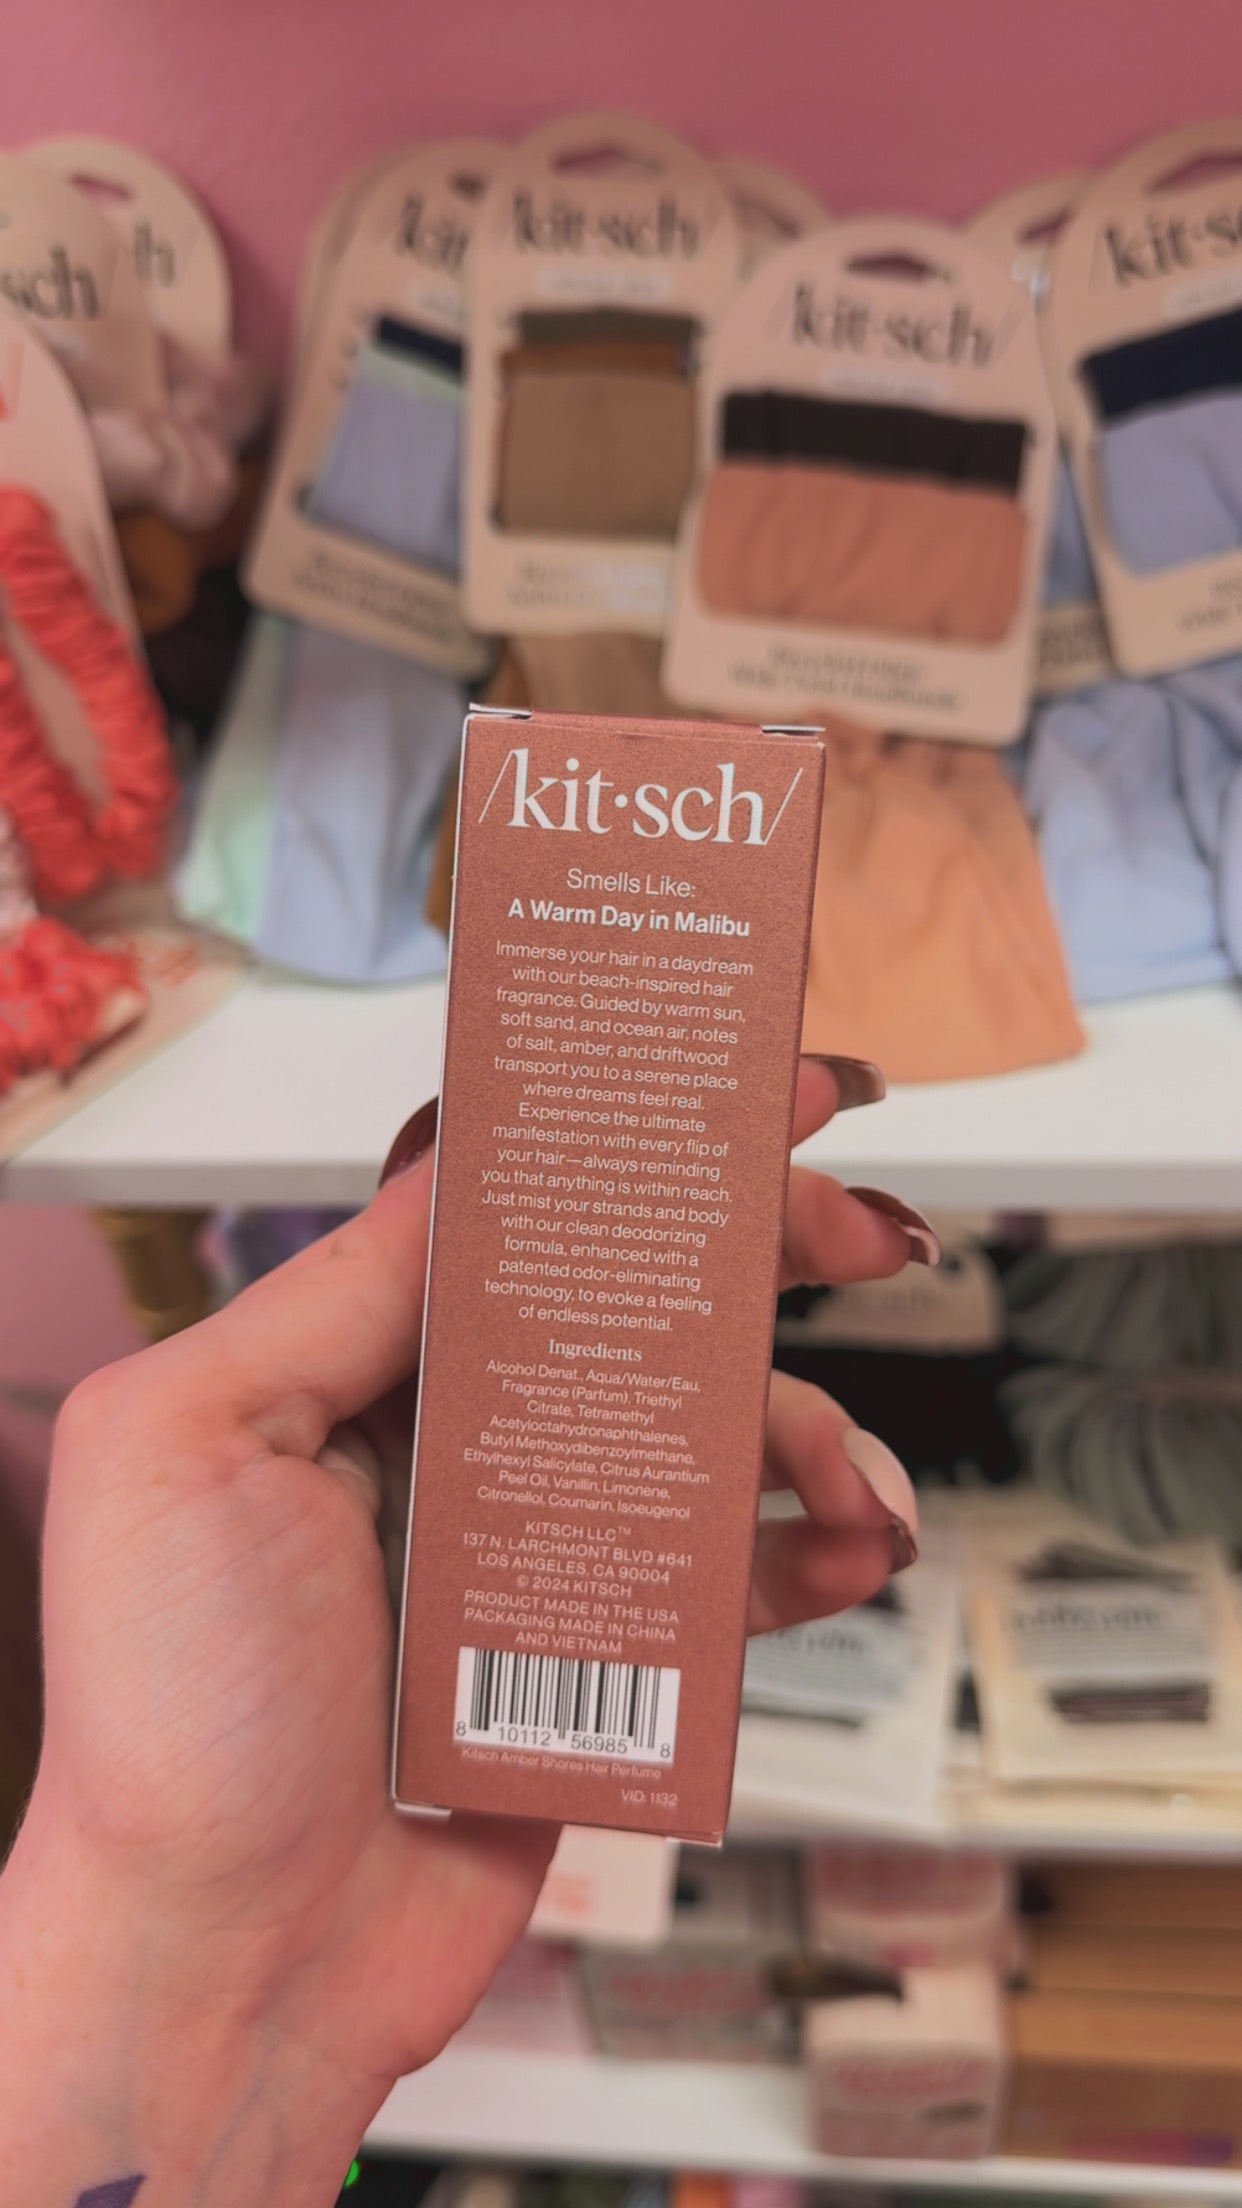 sch/
/kit
/kit·sch/
/kit·sch/
/kit·s
/kit·sch/
Smells Like:
A Warm Day in Malibu
Immerse your hair in a daydream
with our beach-inspired hair
fragrance. Guided by warm sun,
soft sand, and ocean air, notes
of salt, amber, and driftwood
transport you to a serene place
where dreams feel real.
Experience the ultimate
manifestation with every flip of
your hair—always reminding
you that anything is within reach.
Just mist your strands and body
with our clean deodorizing
formula, enhanced with a
patented odor-eliminating
technology, to evoke a feeling
of endless potential.
Ingredients
Alcohol Denat., Aqua/Water/Eau,
Fragrance (Parfum), Triethyl
Citrate, Tetramethyl
Acetyloctahydronaphthalenes,
Butyl Methoxydibenzoylmethane,
Ethylhexyl Salicylate, Citrus Aurantium
Peel Oil, Vanillin, Limonene,
Citronellol, Coumarin, Isoeugenol
KITSCH LLC™
137 N. LARCHMONT BLVD #641
LOS ANGELES, CA 90004
© 2024 KITSCH
PRODUCT MADE IN THE USA
PACKAGING MADE IN CHINA
AND VIETNAM
8 10112 56985 8
Kitsch Amber Shores Hair Perfume
VID: 1132